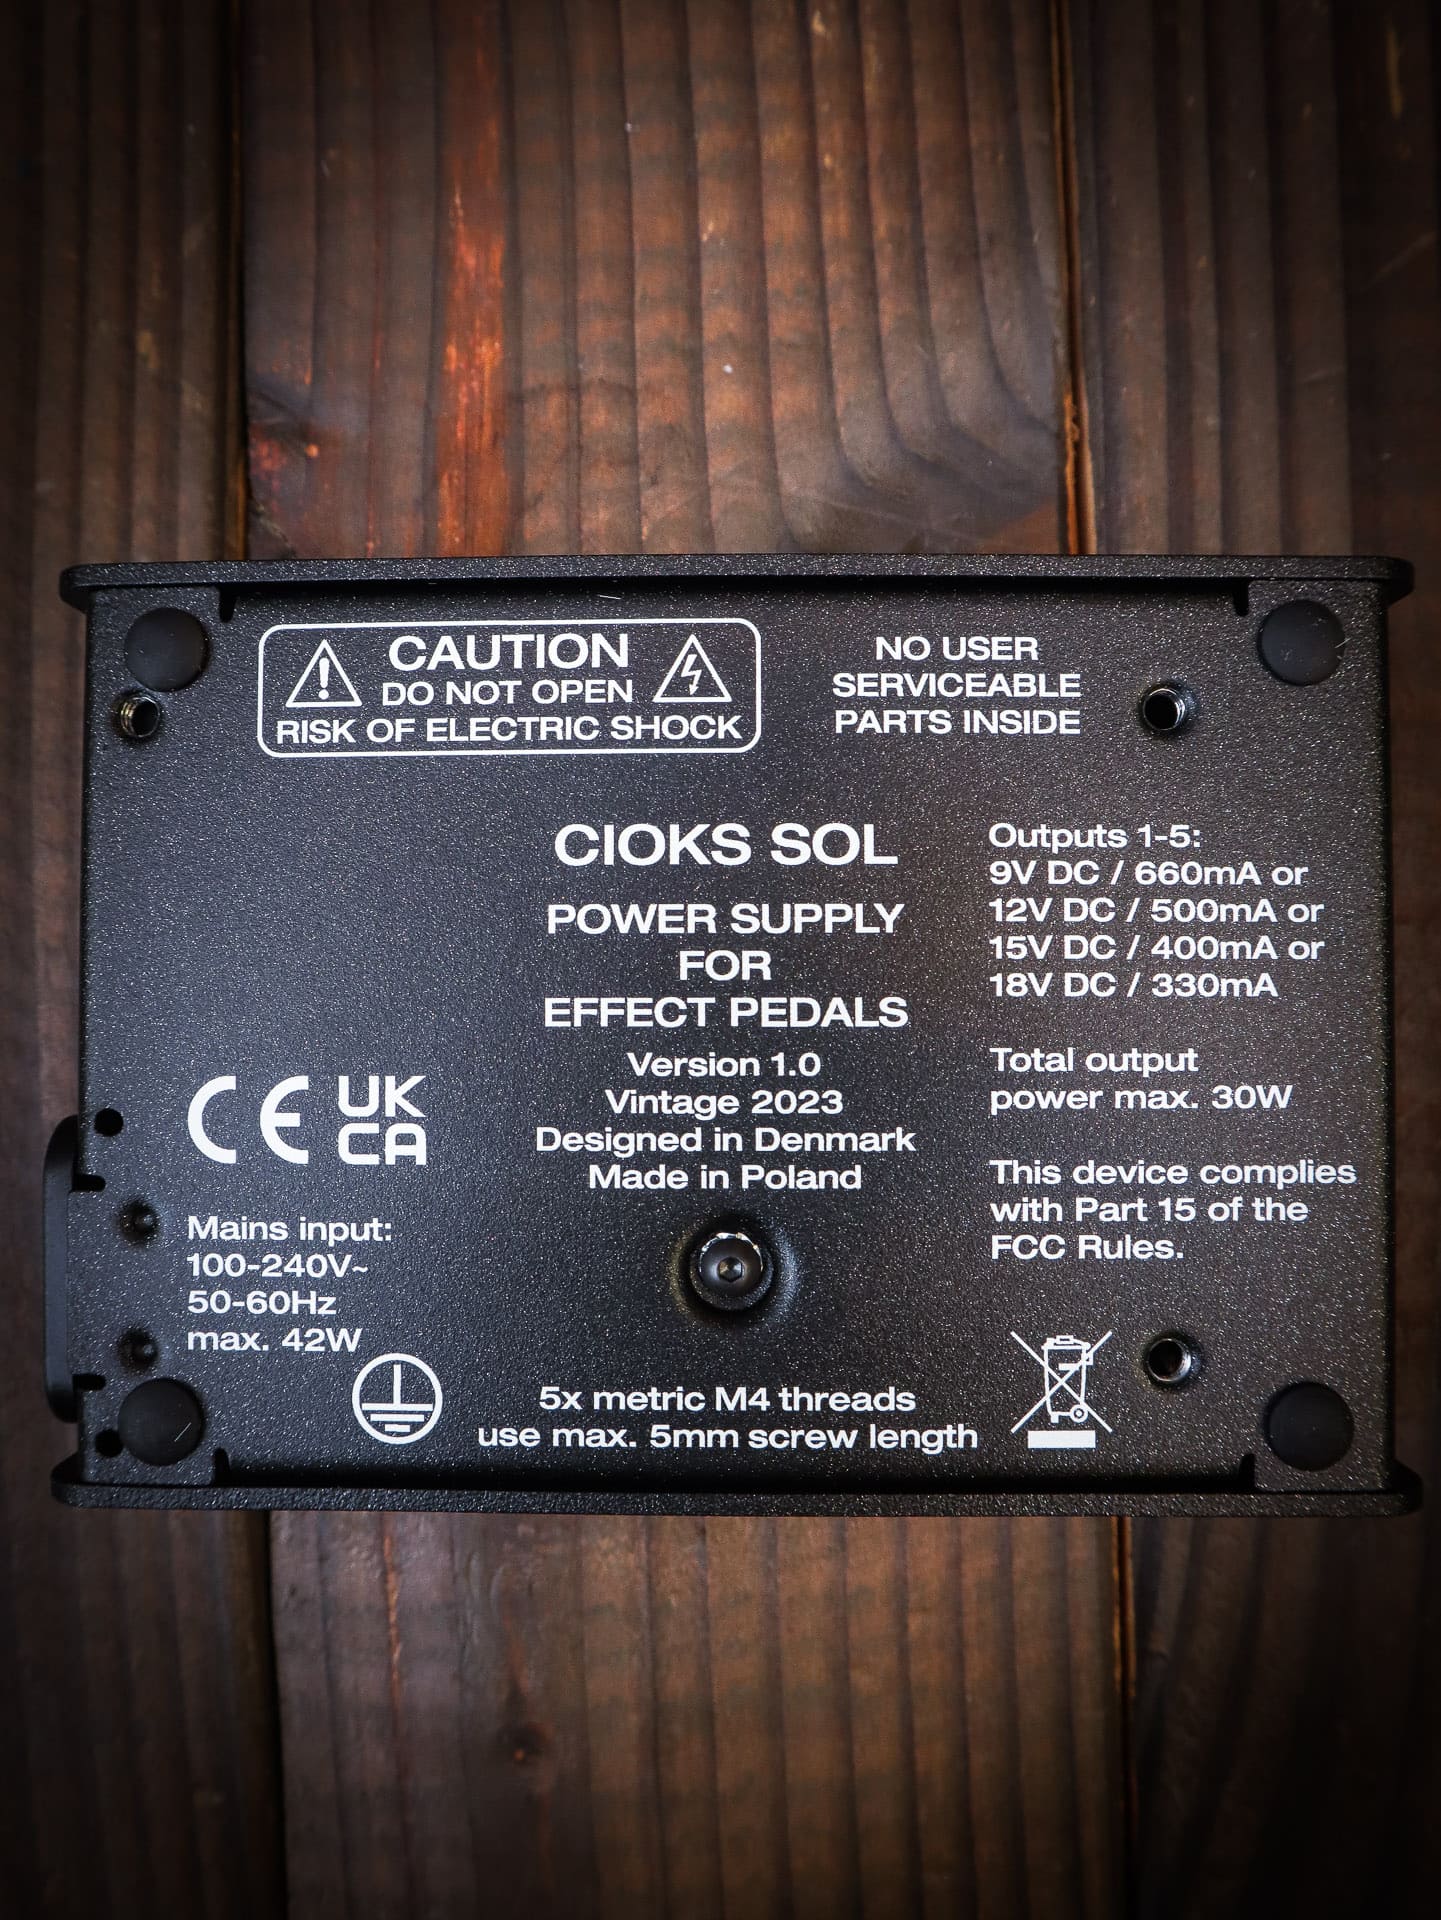 CAUTION
DO NOT OPEN
RISK OF ELECTRIC SHOCK
NO USER
SERVICEABLE
PARTS INSIDE
CIOKS SOL
POWER SUPPLY
FOR
EFFECT PEDALS
Version 1.0
Vintage 2023
Designed in Denmark
Made in Poland
Outputs 1-5:
9V DC / 660mA or
12V DC / 500mA or
15V DC / 400mA or
18V DC / 330mA
Total output
power max. 30W
This device complies
with Part 15 of the
FCC Rules.
CE UK
CA
Mains input:
100-240V~
50-60Hz
max. 42W
5x metric M4 threads
use max. 5mm screw length